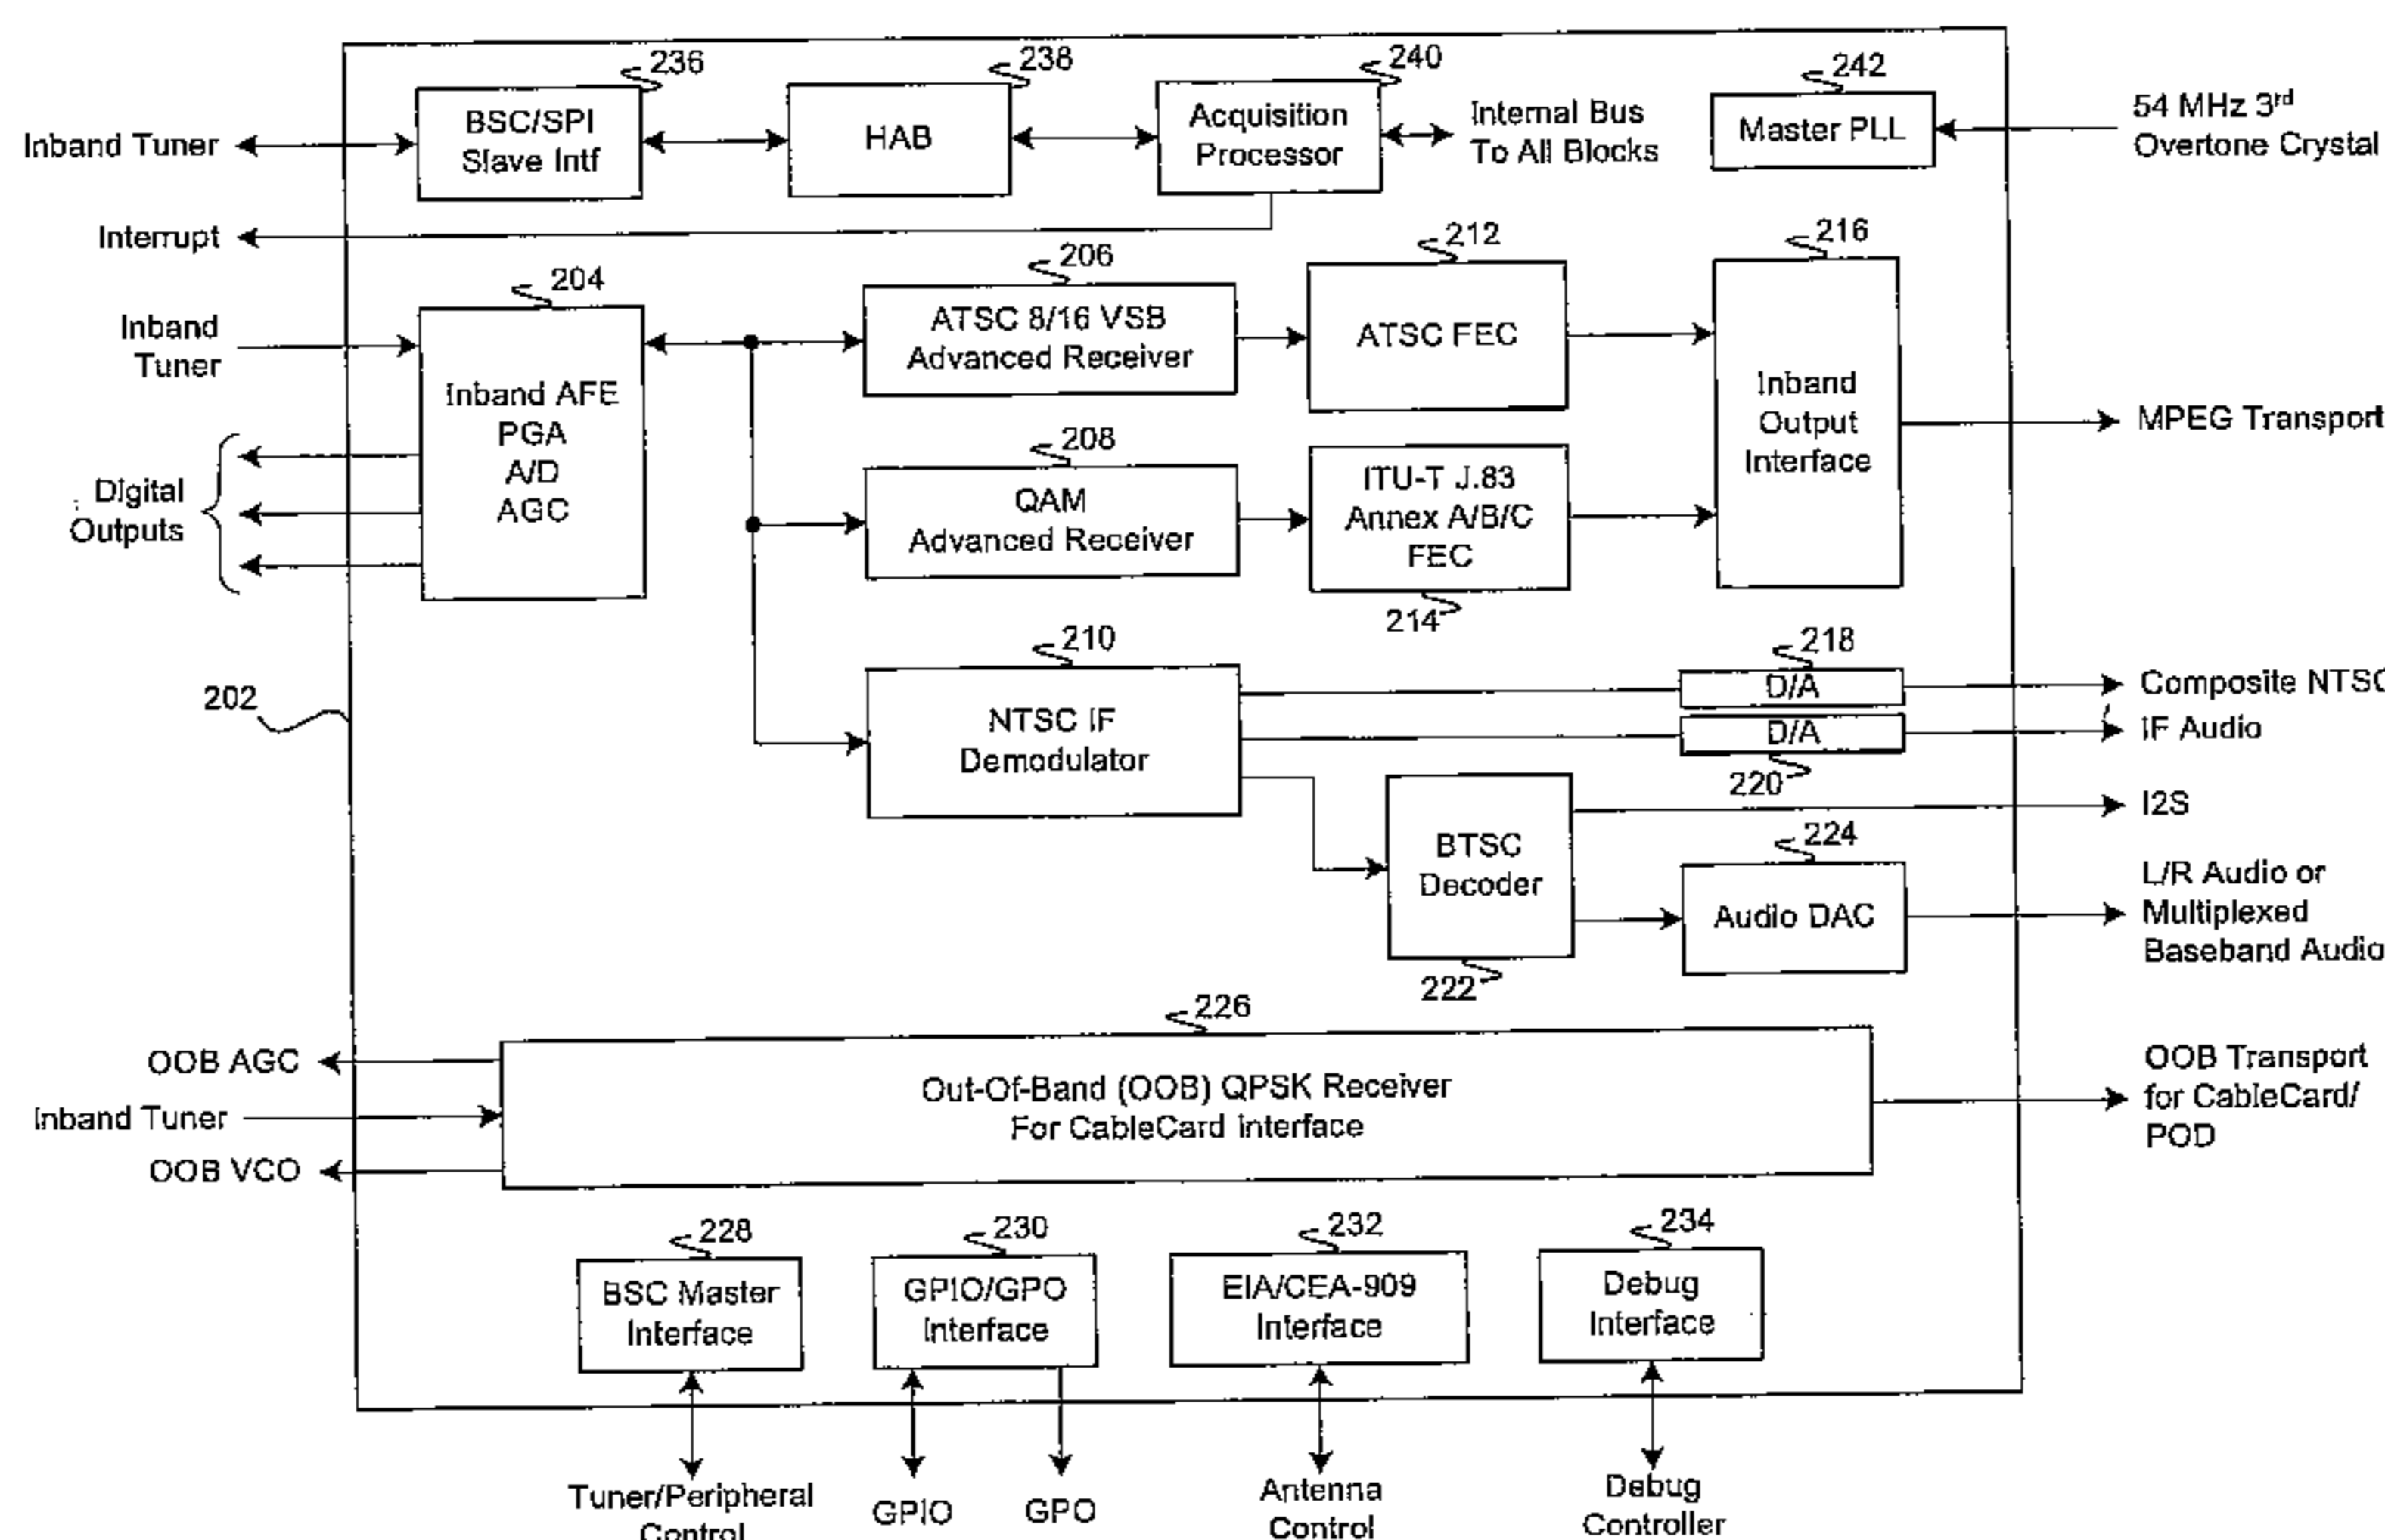 236
238
240
242
Inband Tuner
BSC/SPI
Slave Intf
HAB
Acquisition
Processor
Internal Bus
To All Blocks
Master PLL
54 MHz 3rd
Overtone Crystal
Interrupt
204
206
212
216
Inband
Tuner
Inband AFE
PGA
A/D
AGC
ATSC 8/16 VSB
Advanced Receiver
ATSC FEC
Inband
Output
Interface
MPEG Transport
Digital
Outputs
208
QAM
Advanced Receiver
ITU-T J.83
Annex A/B/C
FEC
214
202
210
NTSC IF
Demodulator
218
D/A
Composite NTSC
D/A
IF Audio
220
BTSC
Decoder
222
I2S
224
Audio DAC
L/R Audio or
Multiplexed
Baseband Audio
226
OOB AGC
Inband Tuner
OOB VCO
Out-Of-Band (OOB) QPSK Receiver
For CableCard Interface
OOB Transport
for CableCard/
POD
228
230
232
234
BSC Master
Interface
GPIO/GPO
Interface
EIA/CEA-909
Interface
Debug
Interface
Tuner/Peripheral
Control
GPIO
GPO
Antenna
Control
Debug
Controller